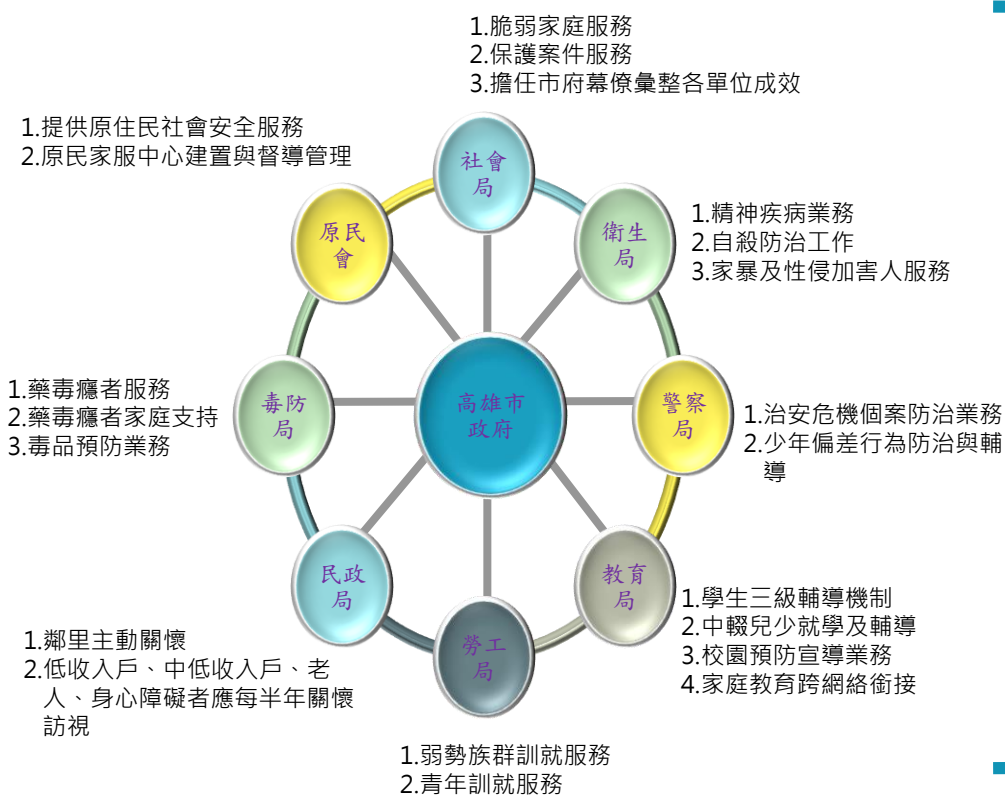 1.脆弱家庭服務
2.保護案件服務
3.擔任市府幕僚彙整各單位成效
1.提供原住民社會安全服務
2.原民家服中心建置與督導管理
社會
局
原民
會
衛生
局
1.精神疾病業務
2.自殺防治工作
3.家暴及性侵加害人服務
1.藥毒癮者服務
2.藥毒癮者家庭支持
3.毒品預防業務
毒防
局
高雄市
政府
警察
局
1.治安危機個案防治業務
2.少年偏差行為防治與輔
導
民政
局
教育
局
1.學生三級輔導機制
2.中輟兒少就學及輔導
3.校園預防宣導業務
4.家庭教育跨網絡銜接
1.鄰里主動關懷
2.低收入戶、中低收入戶、老
人、身心障礙者應每半年關懷
訪視
勞工
局
1.弱勢族群訓就服務
2.青年訓就服務